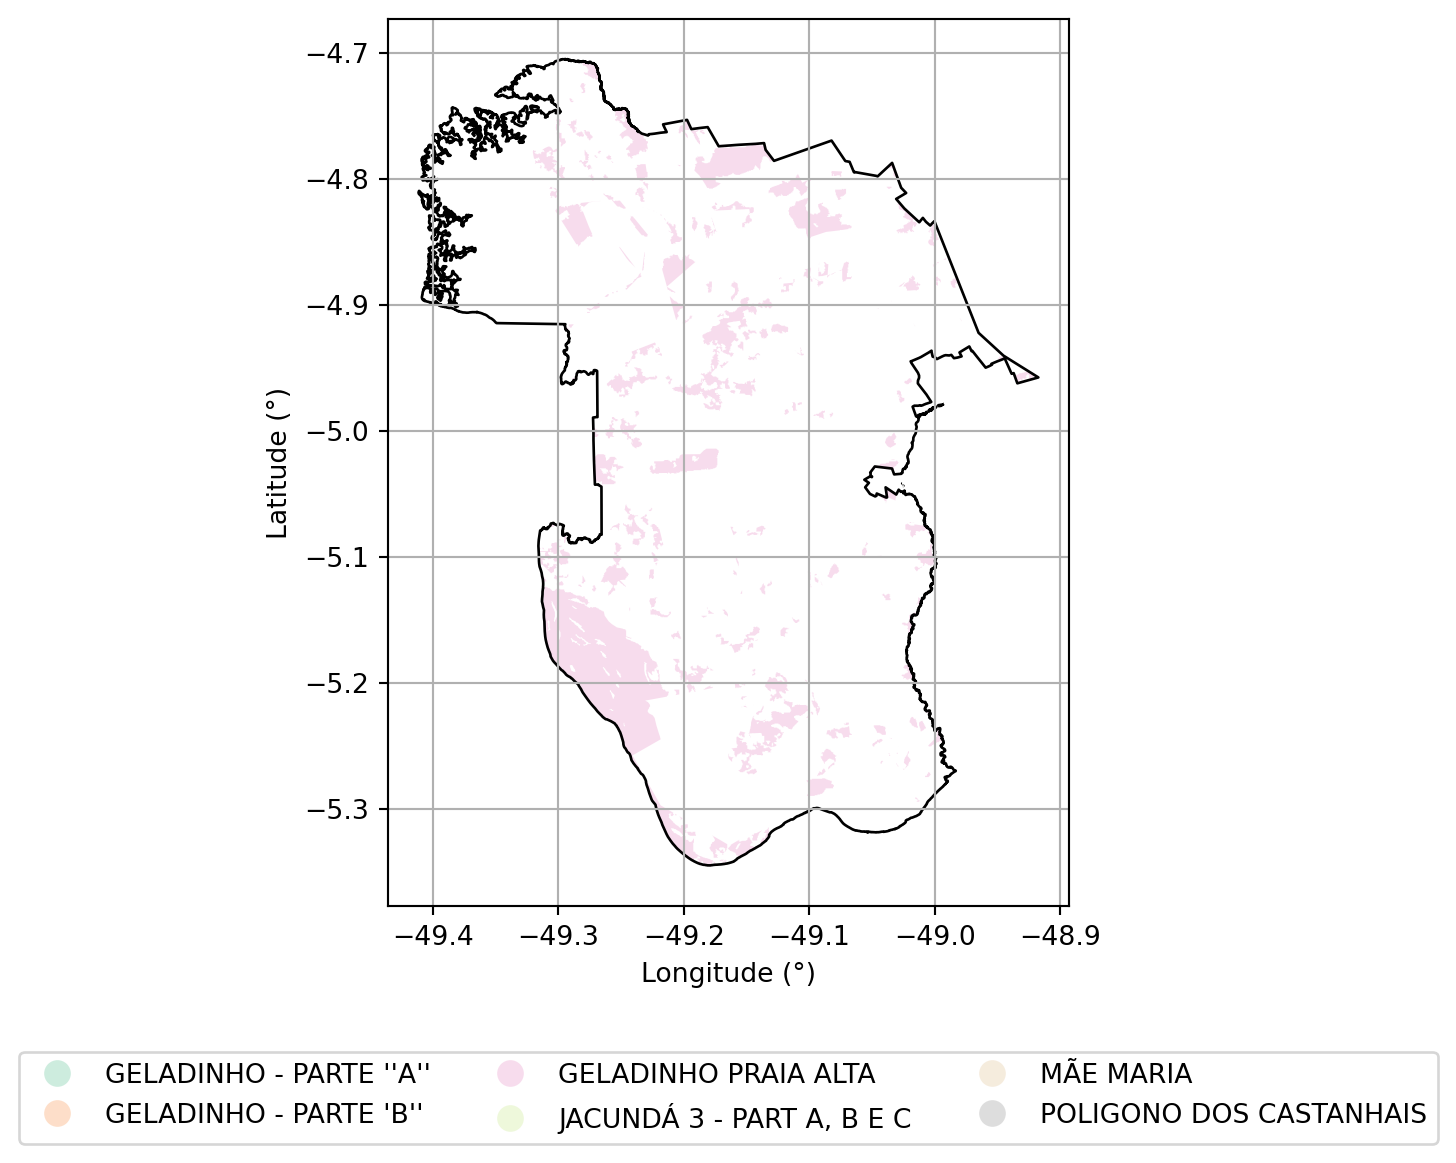 −4.7
−4.8
−4.9
−5.0
−5.1
−5.2
−5.3
Latitude (°)
−49.4 −49.3 −49.2 −49.1 −49.0 −48.9
Longitude (°)
GELADINHO - PARTE ''A'' GELADINHO PRAIA ALTA MÃE MARIA
GELADINHO - PARTE 'B'' JACUNDÁ 3 - PART A, B E C POLIGONO DOS CASTANHAIS